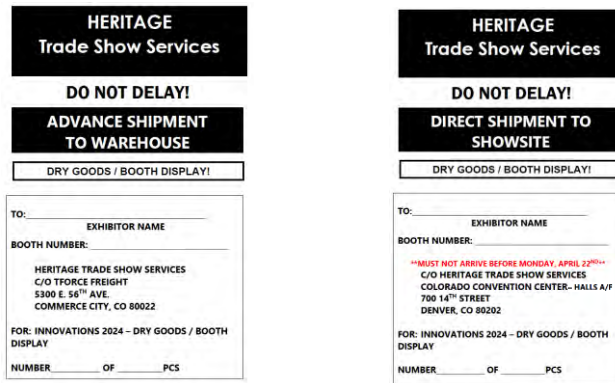 HERITAGE
Trade Show Services
DO NOT DELAY!
ADVANCE SHIPMENT
TO WAREHOUSE
DRY GOODS / BOOTH DISPLAY!
TO:
EXHIBITOR NAME
BOOTH NUMBER:
HERITAGE TRADE SHOW SERVICES
C/O TFORCE FREIGHT
5300 E. 56TH AVE.
COMMERCE CITY, CO 80022
FOR: INNOVATIONS 2024 – DRY GOODS / BOOTH
DISPLAY
NUMBER__________ OF __________PCS
HERITAGE
Trade Show Services
DO NOT DELAY!
DIRECT SHIPMENT TO
SHOWSITE
DRY GOODS / BOOTH DISPLAY!
TO:
EXHIBITOR NAME
BOOTH NUMBER:
**MUST NOT ARRIVE BEFORE MONDAY, APRIL 22ND**
C/O HERITAGE TRADE SHOW SERVICES
COLORADO CONVENTION CENTER– HALLS A/F
700 14TH STREET
DENVER, CO 80202
FOR: INNOVATIONS 2024 – DRY GOODS / BOOTH
DISPLAY
NUMBER__________ OF __________PCS